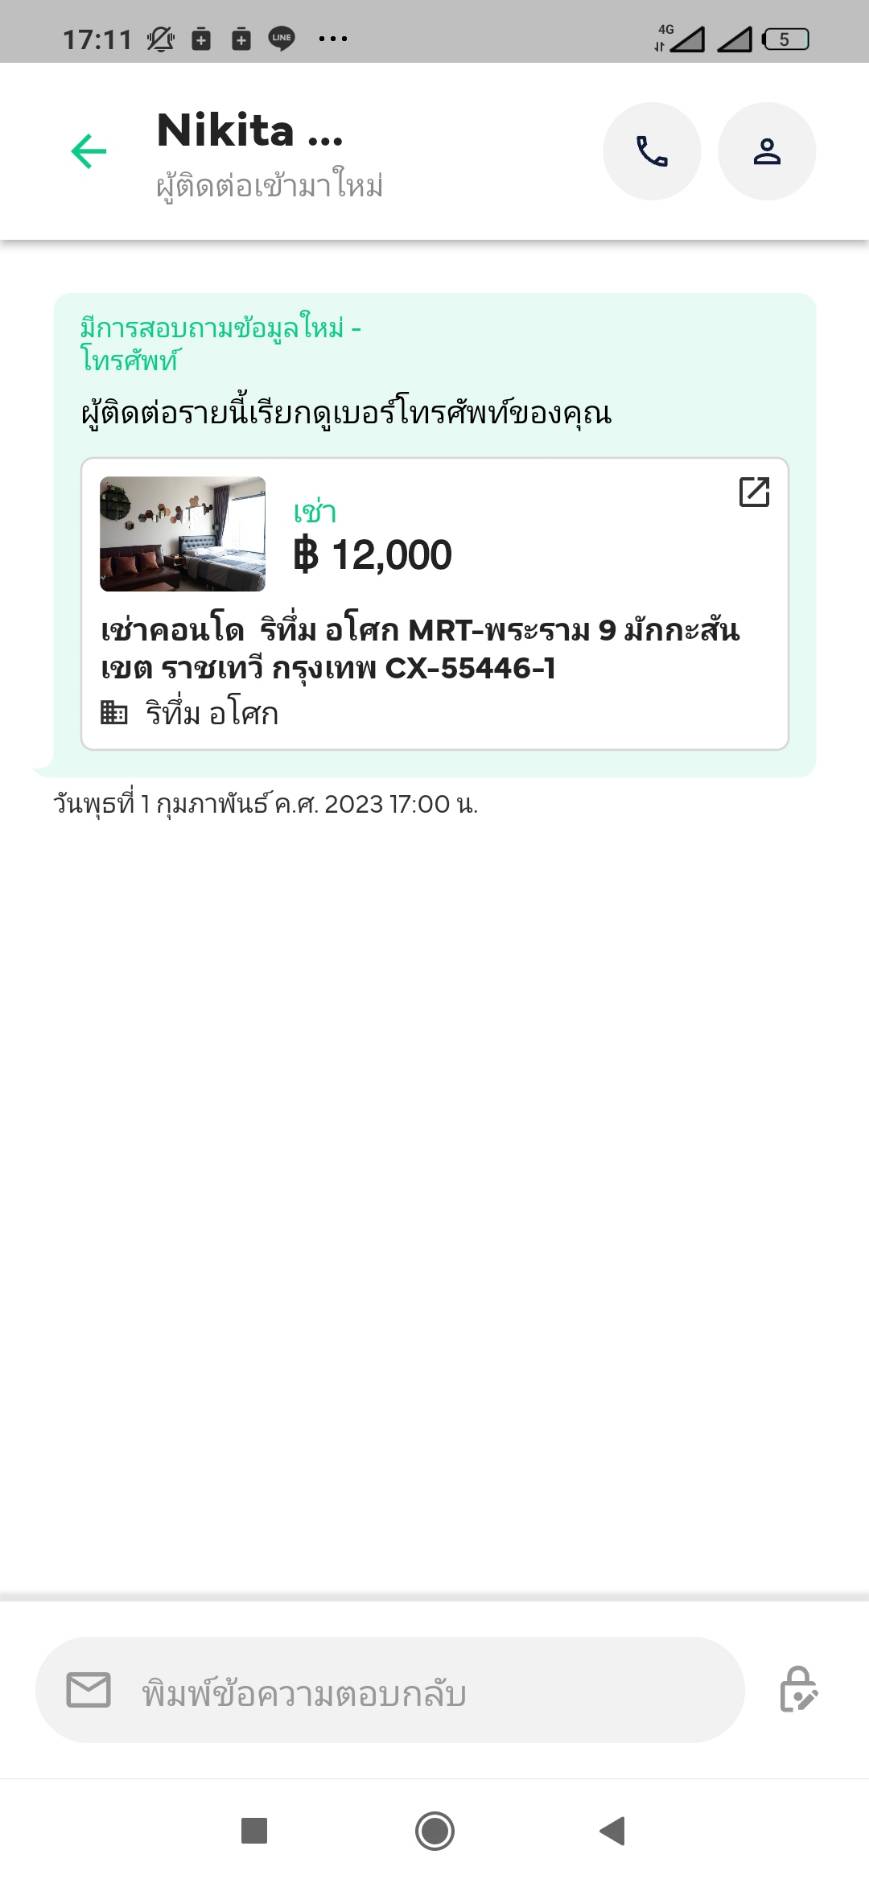 17:11 LINE ... 4G 5
Nikita ...
ผู้ติดต่อเข้ามาใหม่
มีการสอบถามข้อมูลใหม่ -
โทรศัพท์
ผู้ติดต่อรายนี้เรียกดูเบอร์โทรศัพท์ของคุณ
เช่า
฿ 12,000
เช่าคอนโด ริทึ่ม อโศก MRT-พระราม 9 มักกะสัน
เขต ราชเทวี กรุงเทพ CX-55446-1
ริทึ่ม อโศก
วันพุธที่ 1 กุมภาพันธ์ ค.ศ. 2023 17:00 น.
พิมพ์ข้อความตอบกลับ